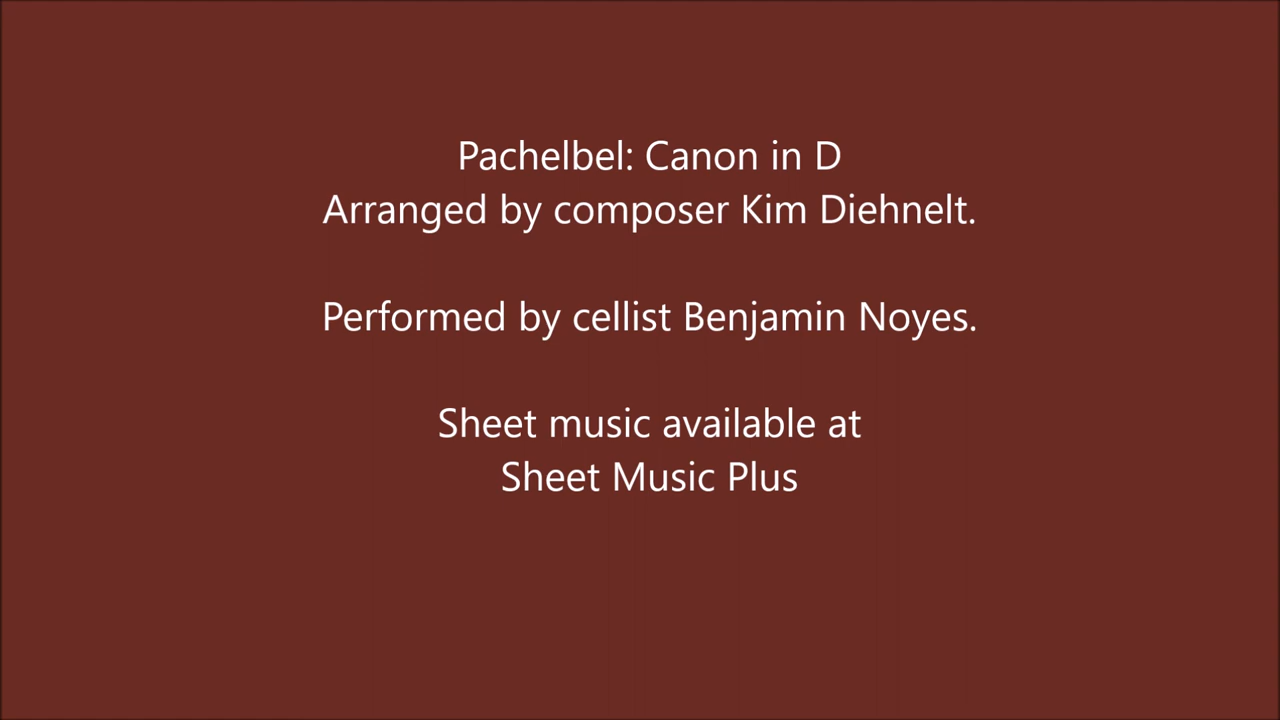 Pachelbel: Canon in D
Arranged by composer Kim Diehnelt.
Performed by cellist Benjamin Noyes.
Sheet music available at
Sheet Music Plus